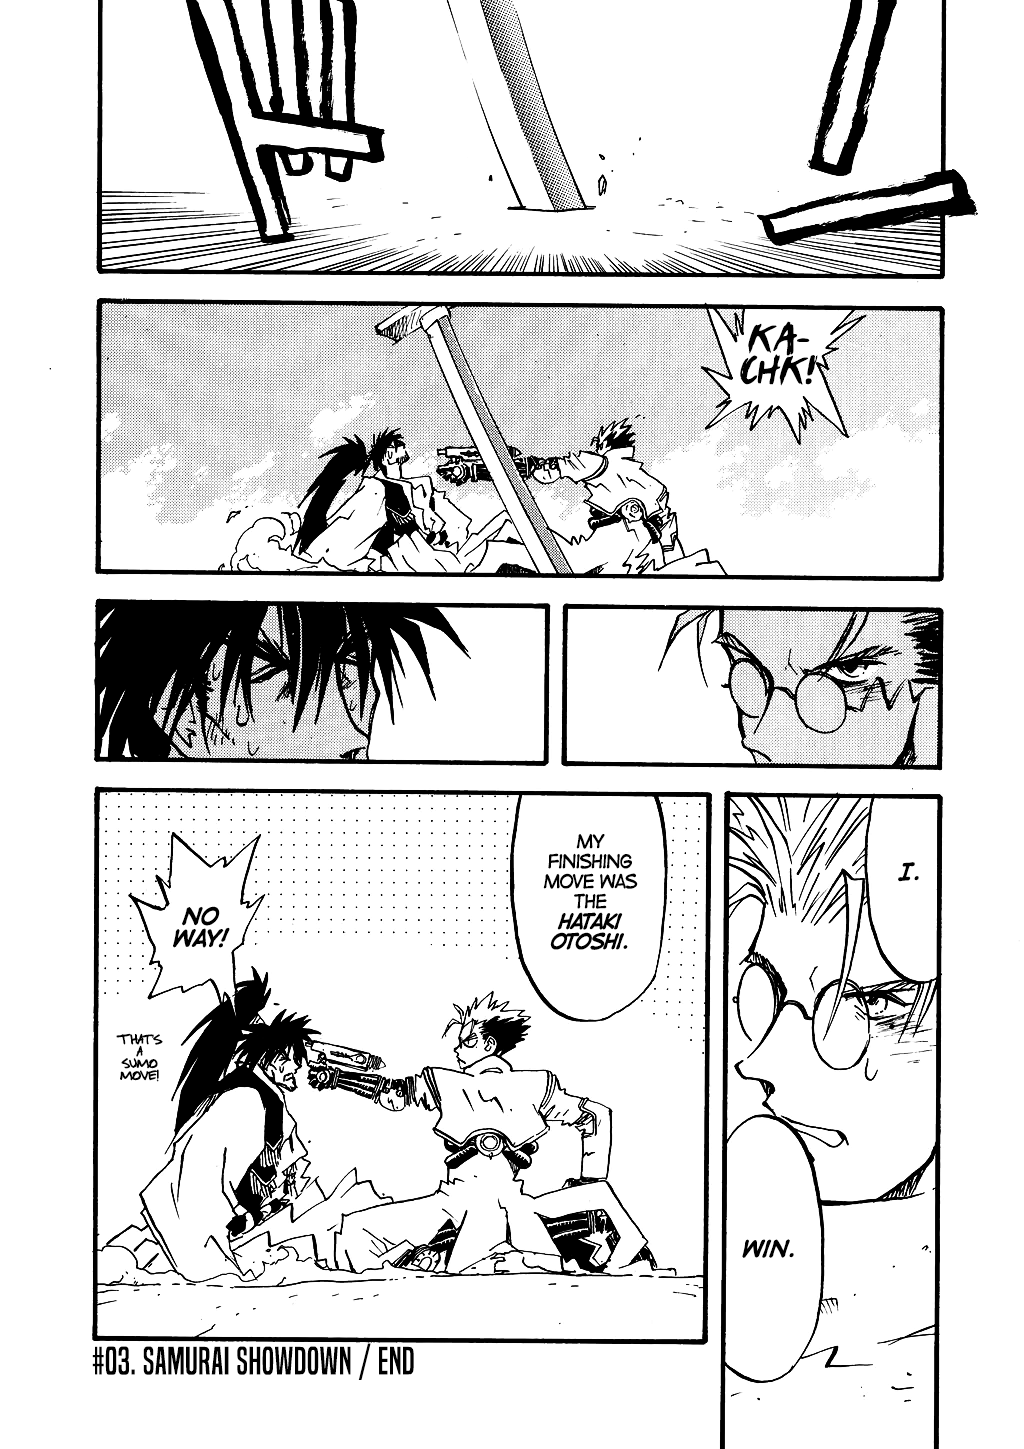 KA-
CHK!
I.
WIN.
MY
FINISHING
MOVE WAS
THE
HATAKI
OTOSHI.
NO
WAY!
THAT'S
A
SUMO
MOVE!
#03. SAMURAI SHOWDOWN / END